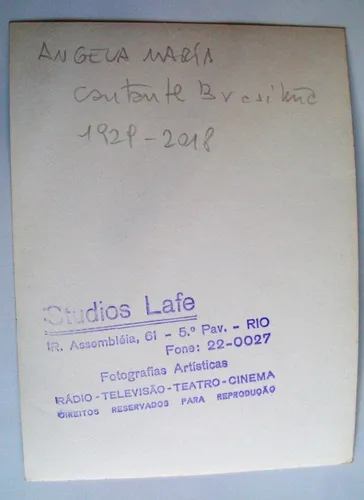 ANGELA MARÍA
cantante Brasileña
1929-2018
Studios Lafe
R. Assembléia, 61 - 5.º Pav. - RIO
Fone: 22-0027
Fotografias Artísticas
RÁDIO - TELEVISÃO - TEATRO - CINEMA
DIREITOS RESERVADOS PARA REPRODUÇÃO